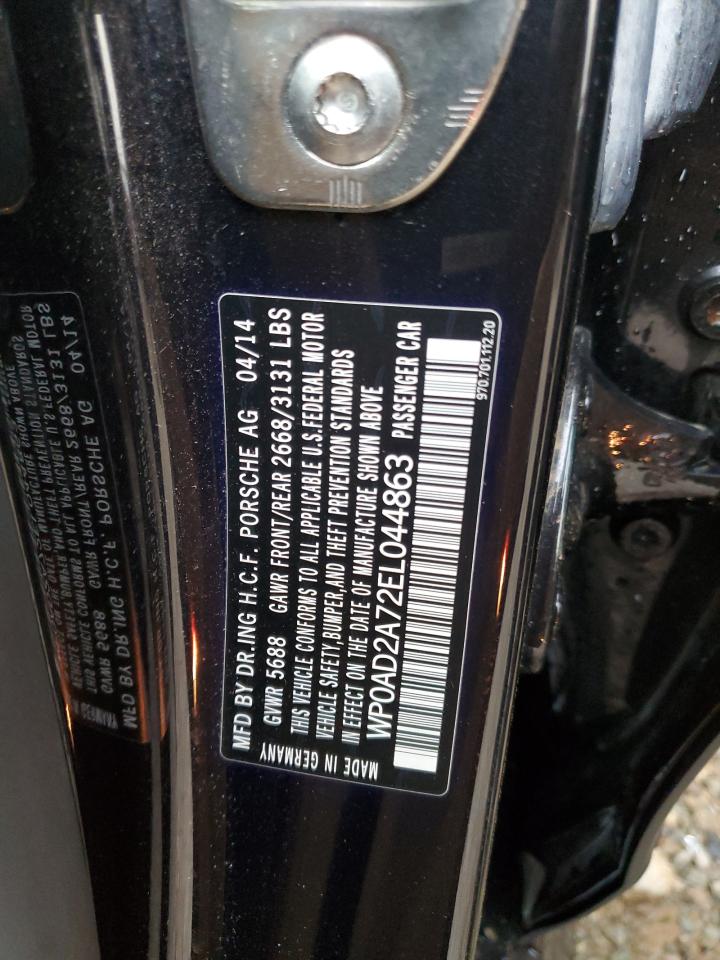 MFD BY DR.ING H.C.F. PORSCHE AG 04/14
GVWR 5688 GAWR FRONT/REAR 2668/3131 LBS
THIS VEHICLE CONFORMS TO ALL APPLICABLE U.S.FEDERAL MOTOR
VEHICLE SAFETY,BUMPER,AND THEFT PREVENTION STANDARDS
IN EFFECT ON THE DATE OF MANUFACTURE SHOWN ABOVE
WP0AD2A72EL044863 PASSENGER CAR
MADE IN GERMANY
970.701.112.20